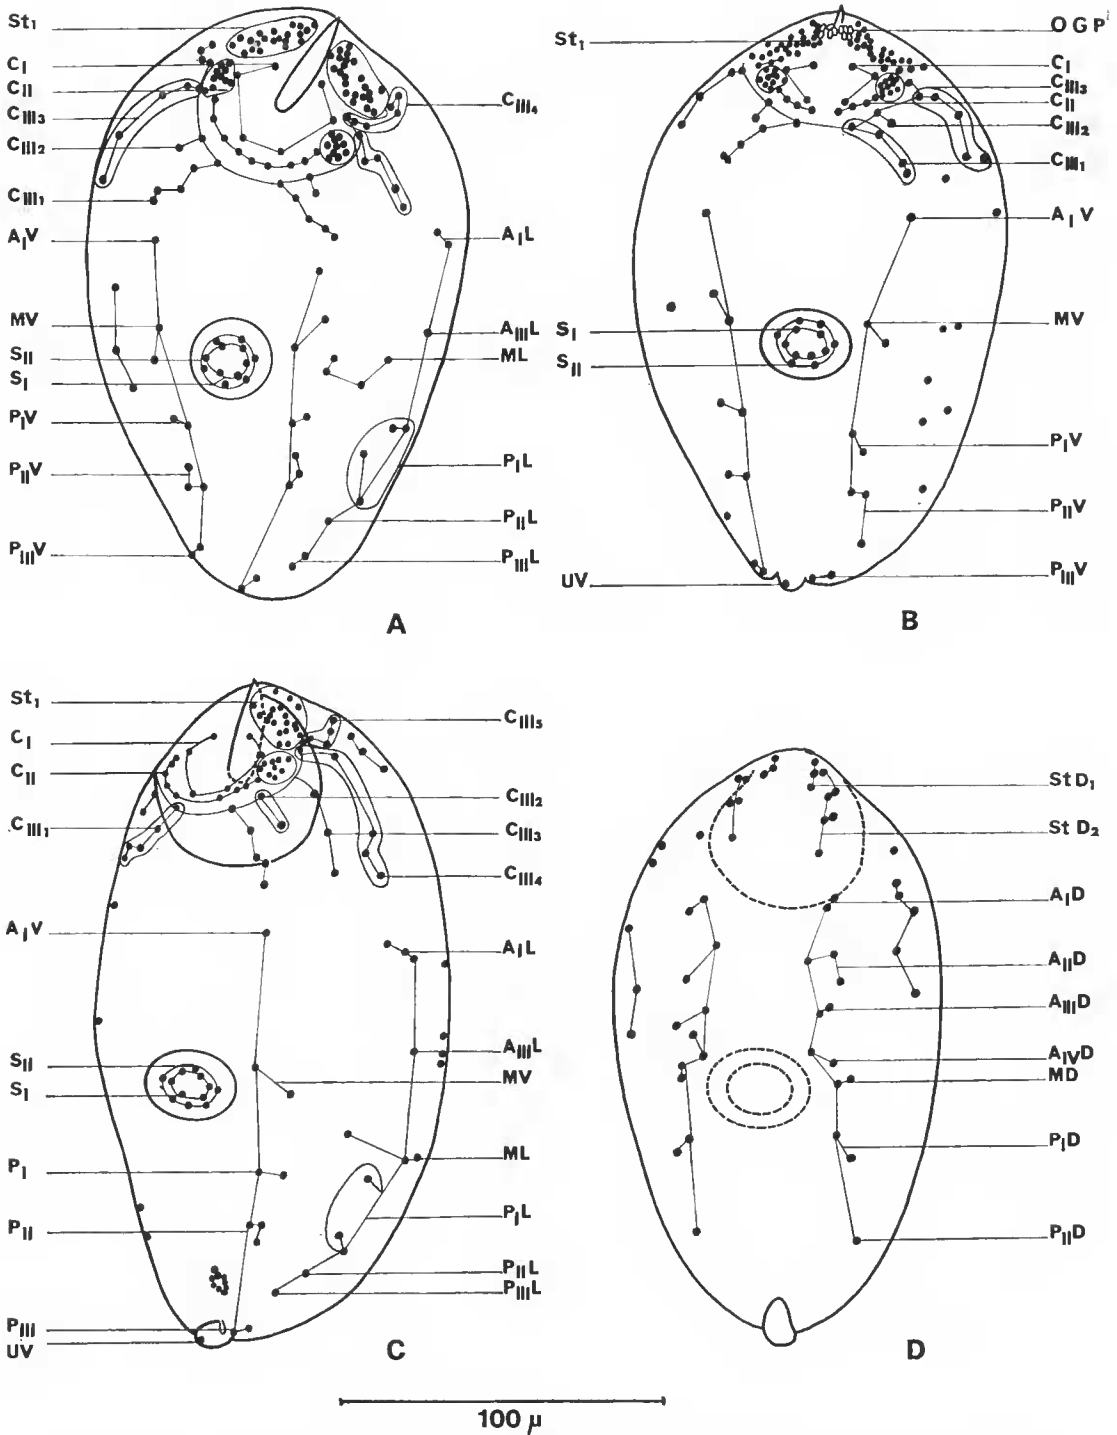 St1
CI
CII
CIII3
CIII2
CIII1
AIV
MV
SII
SI
PIV
PIIV
PIIIV
CIII4
AIL
AIIIL
ML
PIL
PIIL
PIIIL
A
St1
SI
SII
UV
OGP
CI
CIII3
CII
CIII2
CIII1
AIV
MV
PIV
PIIV
PIIIV
B
St1
CI
CII
CIII1
AIV
SII
SI
PI
PII
PIII
UV
CIII5
CIII2
CIII3
CIII4
AIL
AIIIL
MV
ML
PIL
PIIL
PIIIL
C
StD1
StD2
AID
AIID
AIIID
AIVD
MD
PID
PIID
D
100 μ